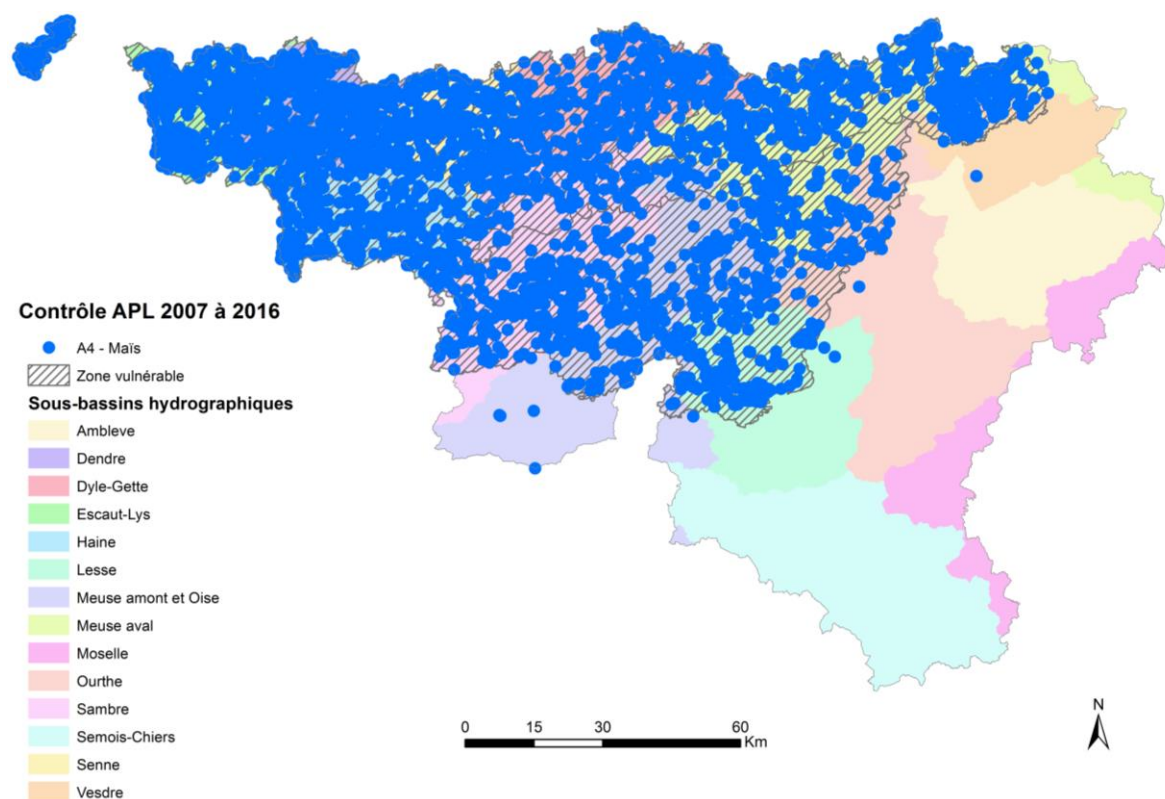 Contrôle APL 2007 à 2016
A4 - Maïs
Zone vulnérable
Sous-bassins hydrographiques
Ambleve
Dendre
Dyle-Gette
Escaut-Lys
Haine
Lesse
Meuse amont et Oise
Meuse aval
Moselle
Ourthe
Sambre
Semois-Chiers
Senne
Vesdre
0 15 30 60
Km
N